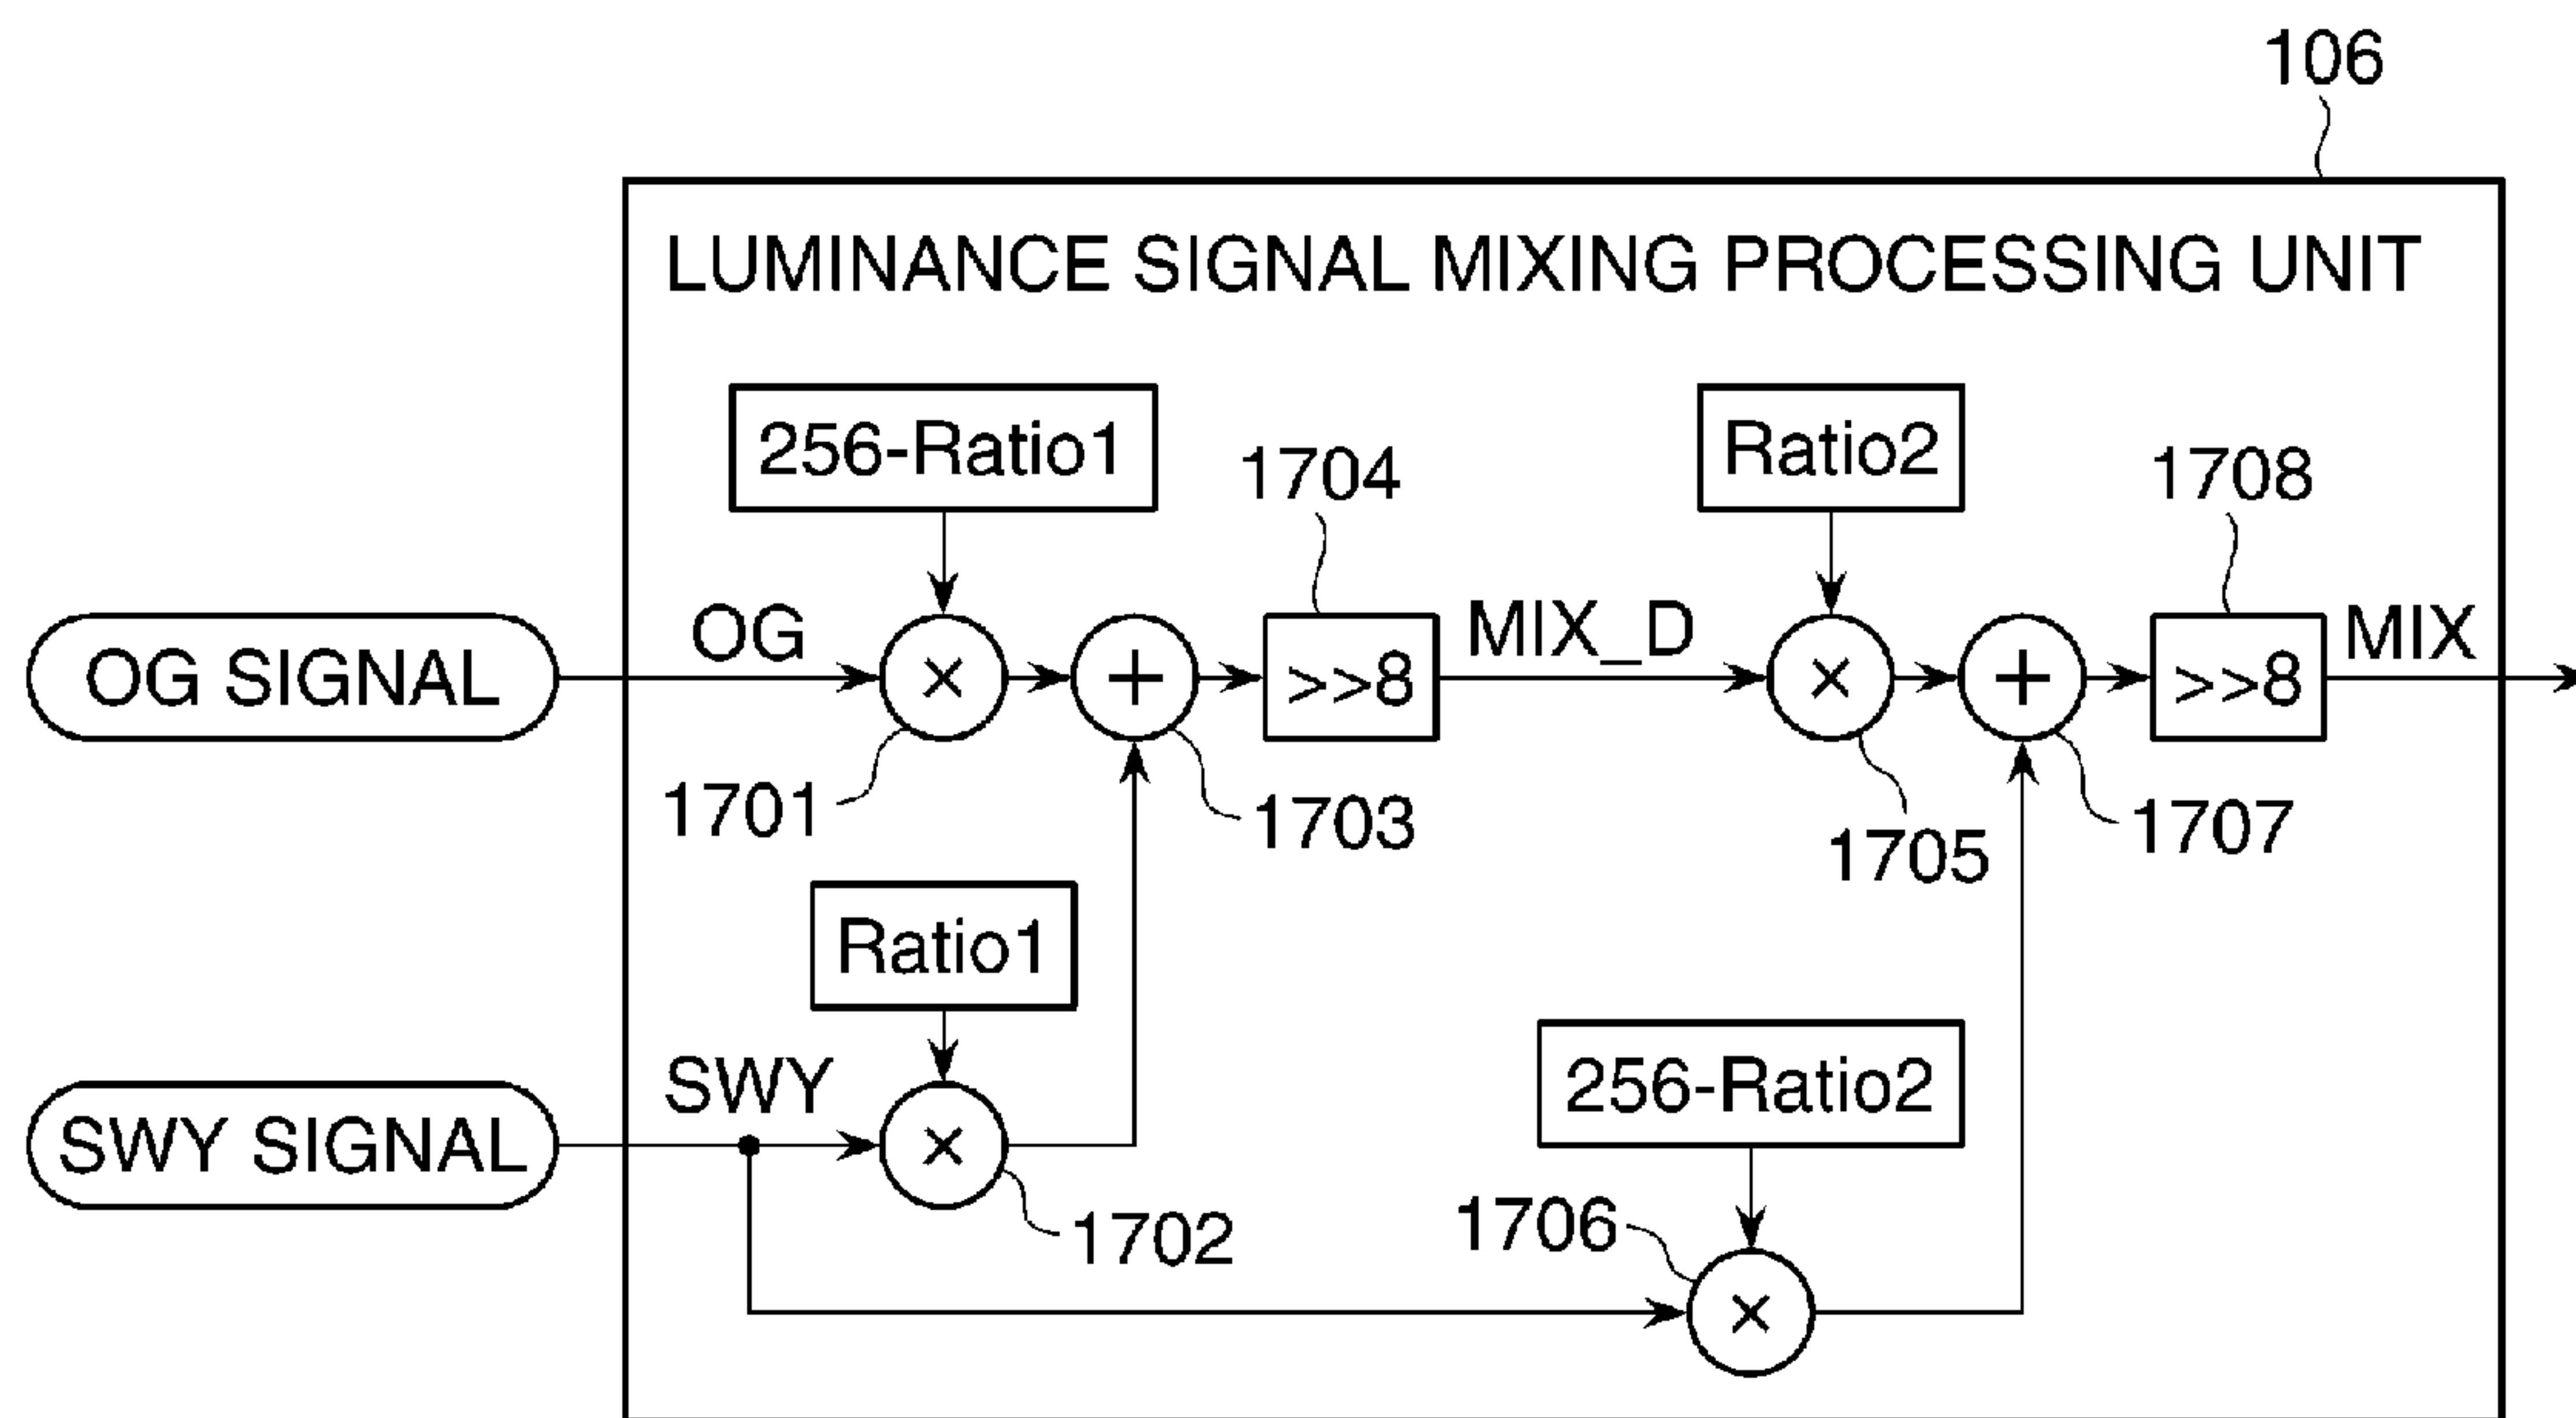 106
LUMINANCE SIGNAL MIXING PROCESSING UNIT
256-Ratio1
Ratio2
1704
1708
OG SIGNAL
OG
×
+
>>8
MIX_D
×
+
>>8
MIX
1701
1703
1705
1707
Ratio1
SWY SIGNAL
SWY
×
1702
256-Ratio2
1706
×